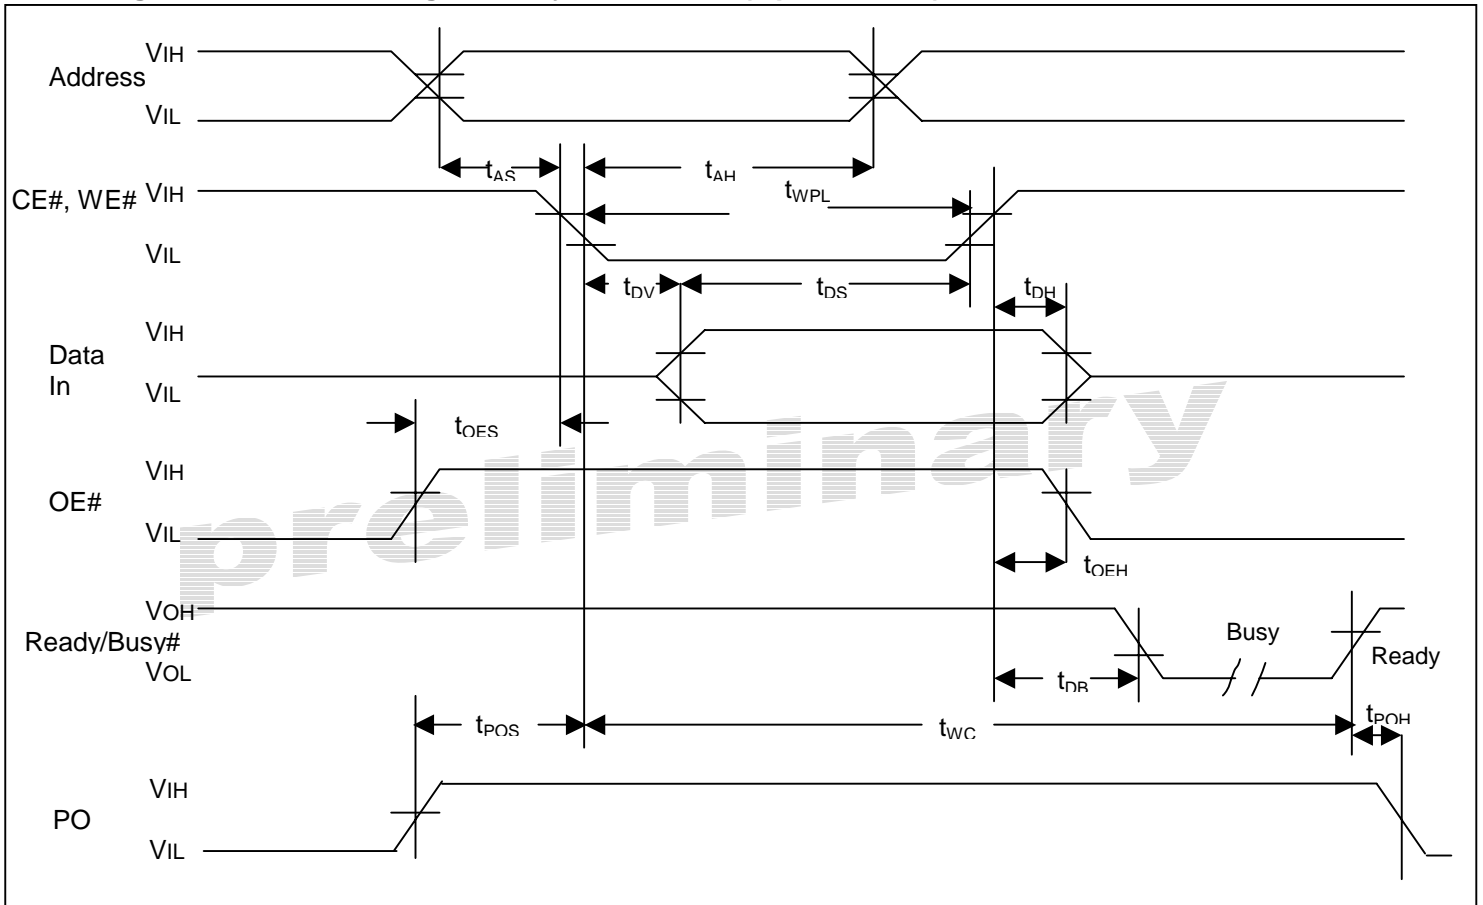 VIH
Address
VIL
tAS
tAH
CE#, WE#
VIH
tWPL
VIL
tDV
tDS
tDH
VIH
Data
In
VIL
tOES
VIH
OE#
VIL
tOEH
preliminary
VOH
Ready/Busy#
Busy
Ready
VOL
tDB
tPOS
tWC
tPOH
VIH
PO
VIL